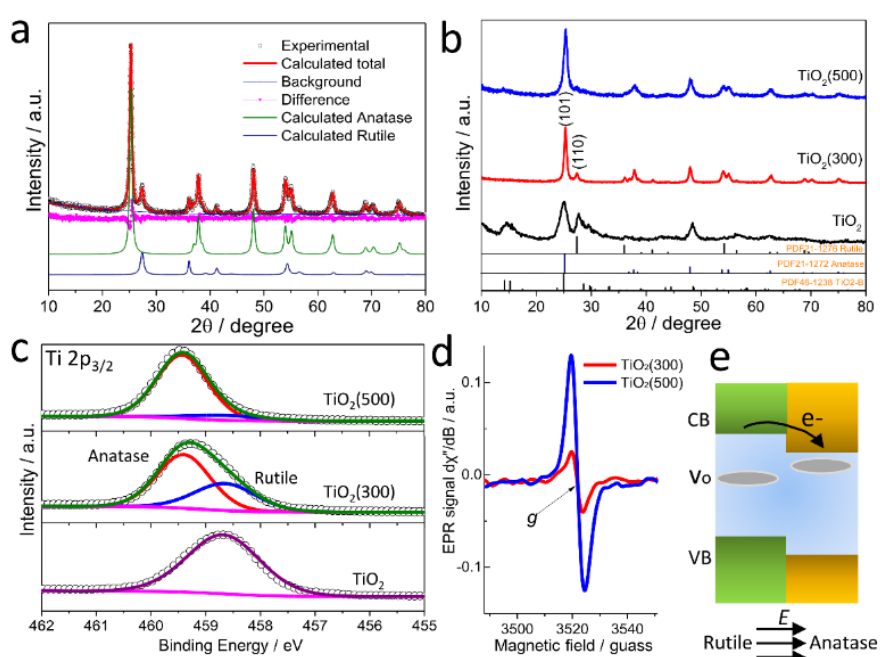 a
Experimental
Calculated total
Background
Difference
Calculated Anatase
Calculated Rutile
Intensity / a.u.
10 20 30 40 50 60 70 80
2θ / degree
b
TiO2(500)
(101)
(110)
TiO2(300)
TiO2
PDF21-1276 Rutile
PDF21-1272 Anatase
PDF46-1238 TiO2-B
Intensity / a.u.
10 20 30 40 50 60 70 80
2θ / degree
c
Ti 2p3/2
TiO2(500)
Anatase
Rutile
TiO2(300)
TiO2
Intensity / a.u.
462 461 460 459 458 457 456 455
Binding Energy / eV
d
TiO2(300)
TiO2(500)
EPR signal dχ"/dB / a.u.
0.1
0.0
-0.1
g
3500 3520 3540
Magnetic field / guass
e
CB
e-
Vo
VB
E
Rutile
Anatase